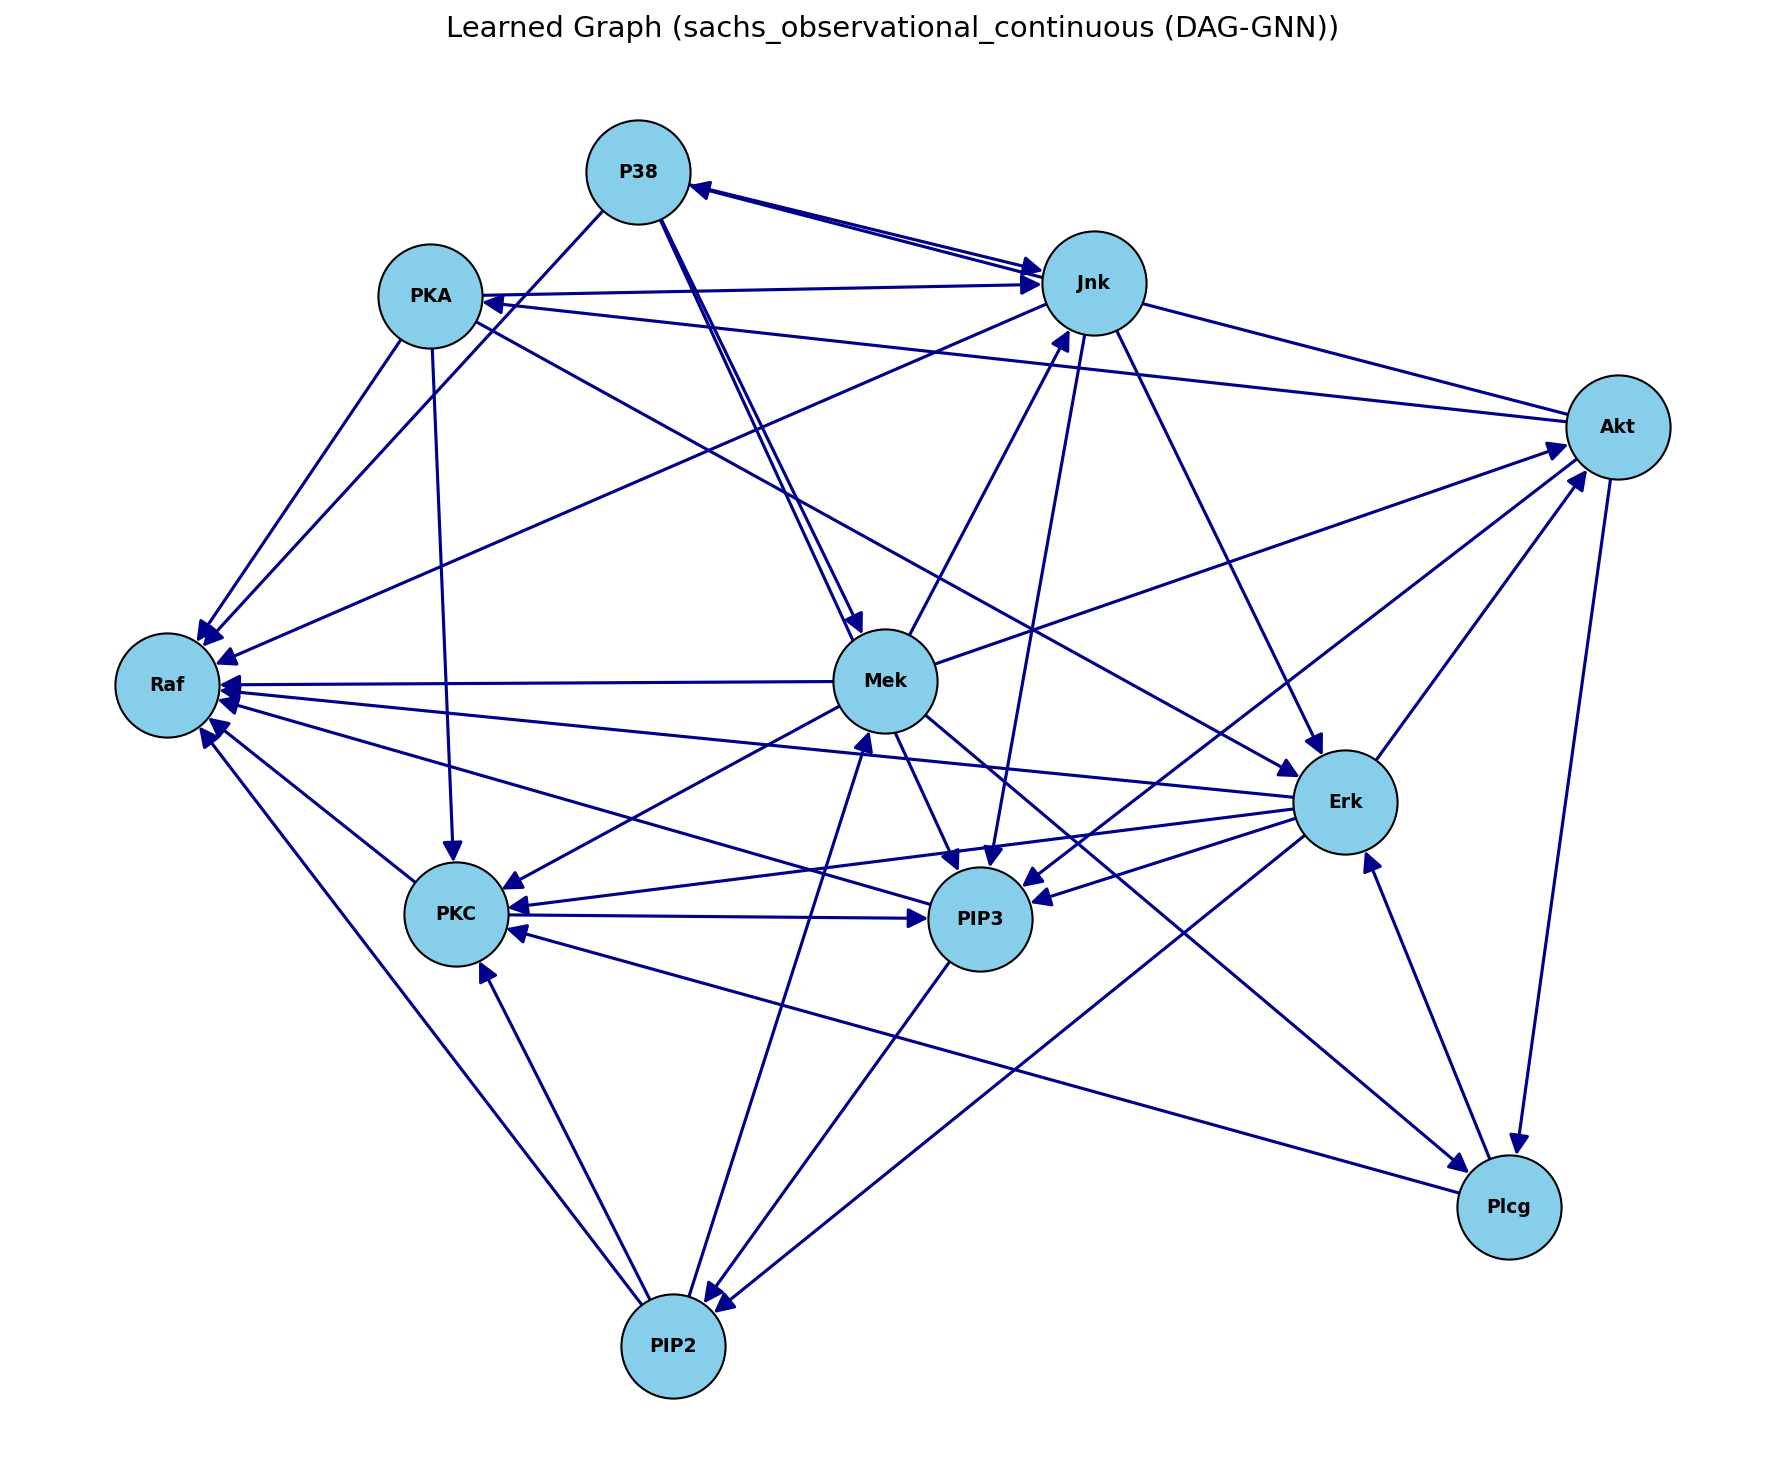 Learned Graph (sachs_observational_continuous (DAG-GNN))
P38
Jnk
PKA
Akt
Mek
Raf
Erk
PKC
PIP3
Plcg
PIP2